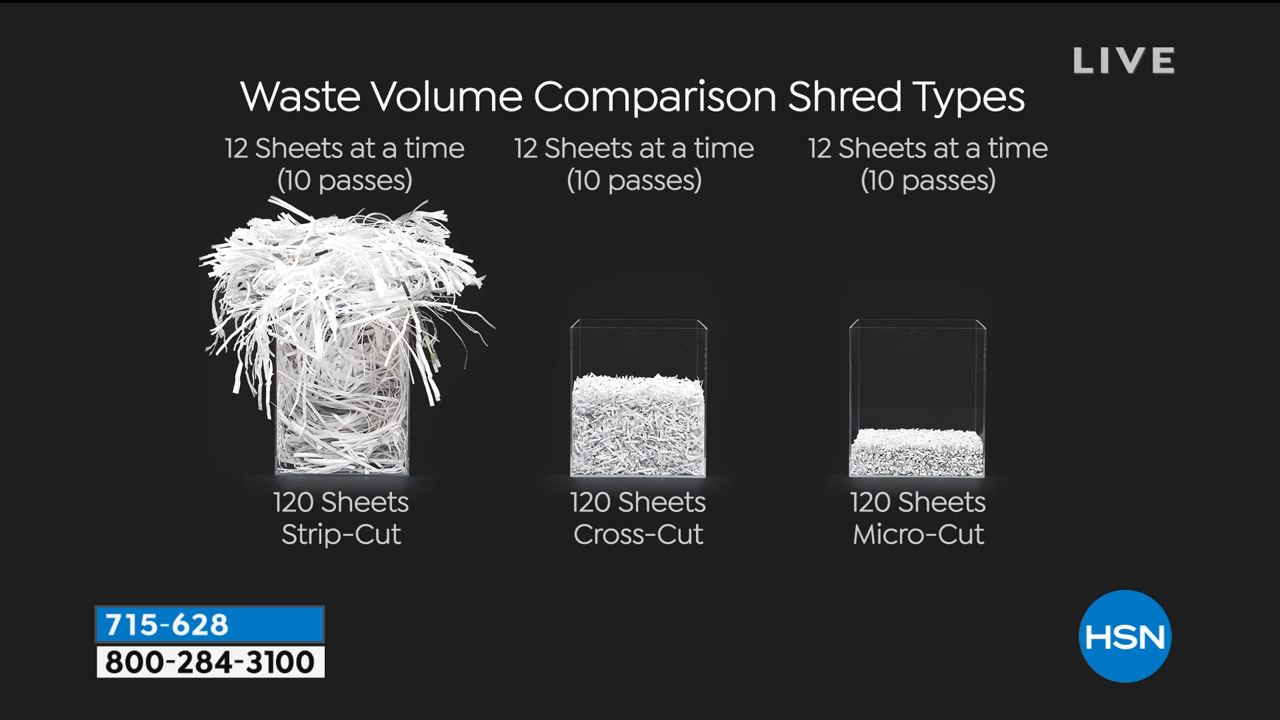 LIVE
Waste Volume Comparison Shred Types
12 Sheets at a time
(10 passes)
12 Sheets at a time
(10 passes)
12 Sheets at a time
(10 passes)
120 Sheets
Strip-Cut
120 Sheets
Cross-Cut
120 Sheets
Micro-Cut
715-628
800-284-3100
HSN